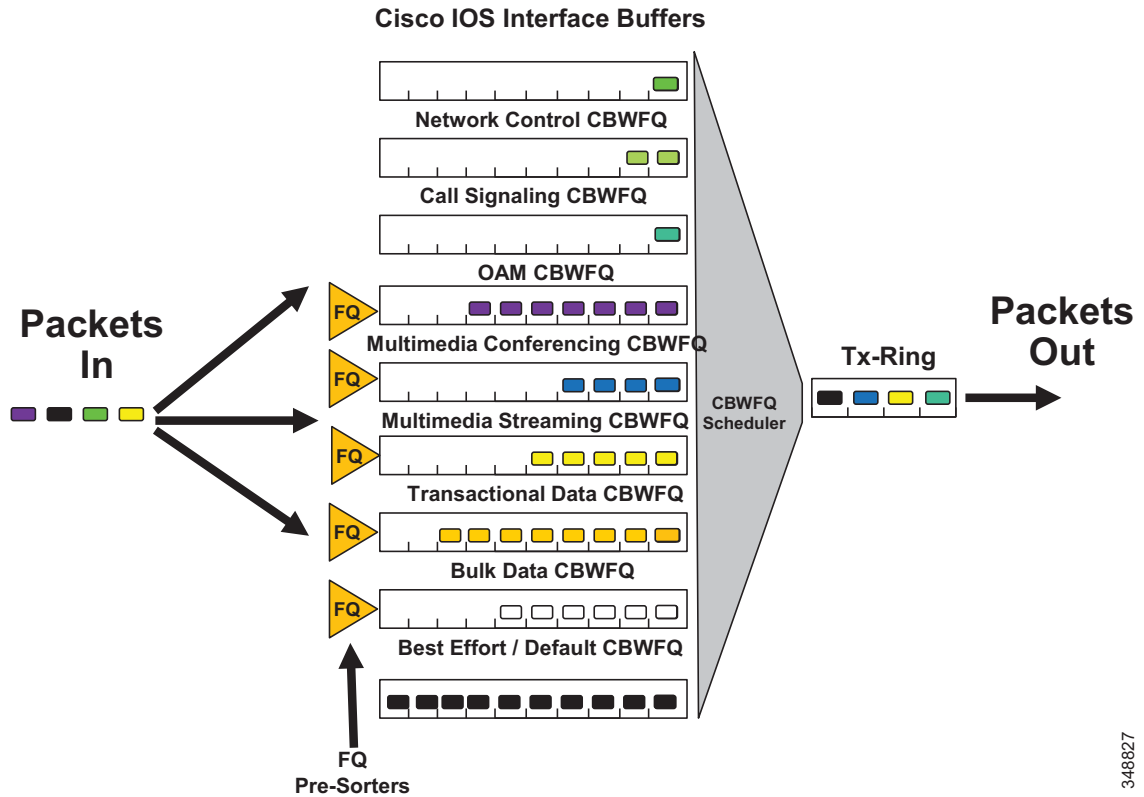 Cisco IOS Interface Buffers
Network Control CBWFQ
Call Signaling CBWFQ
OAM CBWFQ
Packets
In
FQ
Multimedia Conferencing CBWFQ
FQ
Multimedia Streaming CBWFQ
FQ
Transactional Data CBWFQ
FQ
Bulk Data CBWFQ
FQ
Best Effort / Default CBWFQ
FQ
Pre-Sorters
CBWFQ
Scheduler
Tx-Ring
Packets
Out
348827